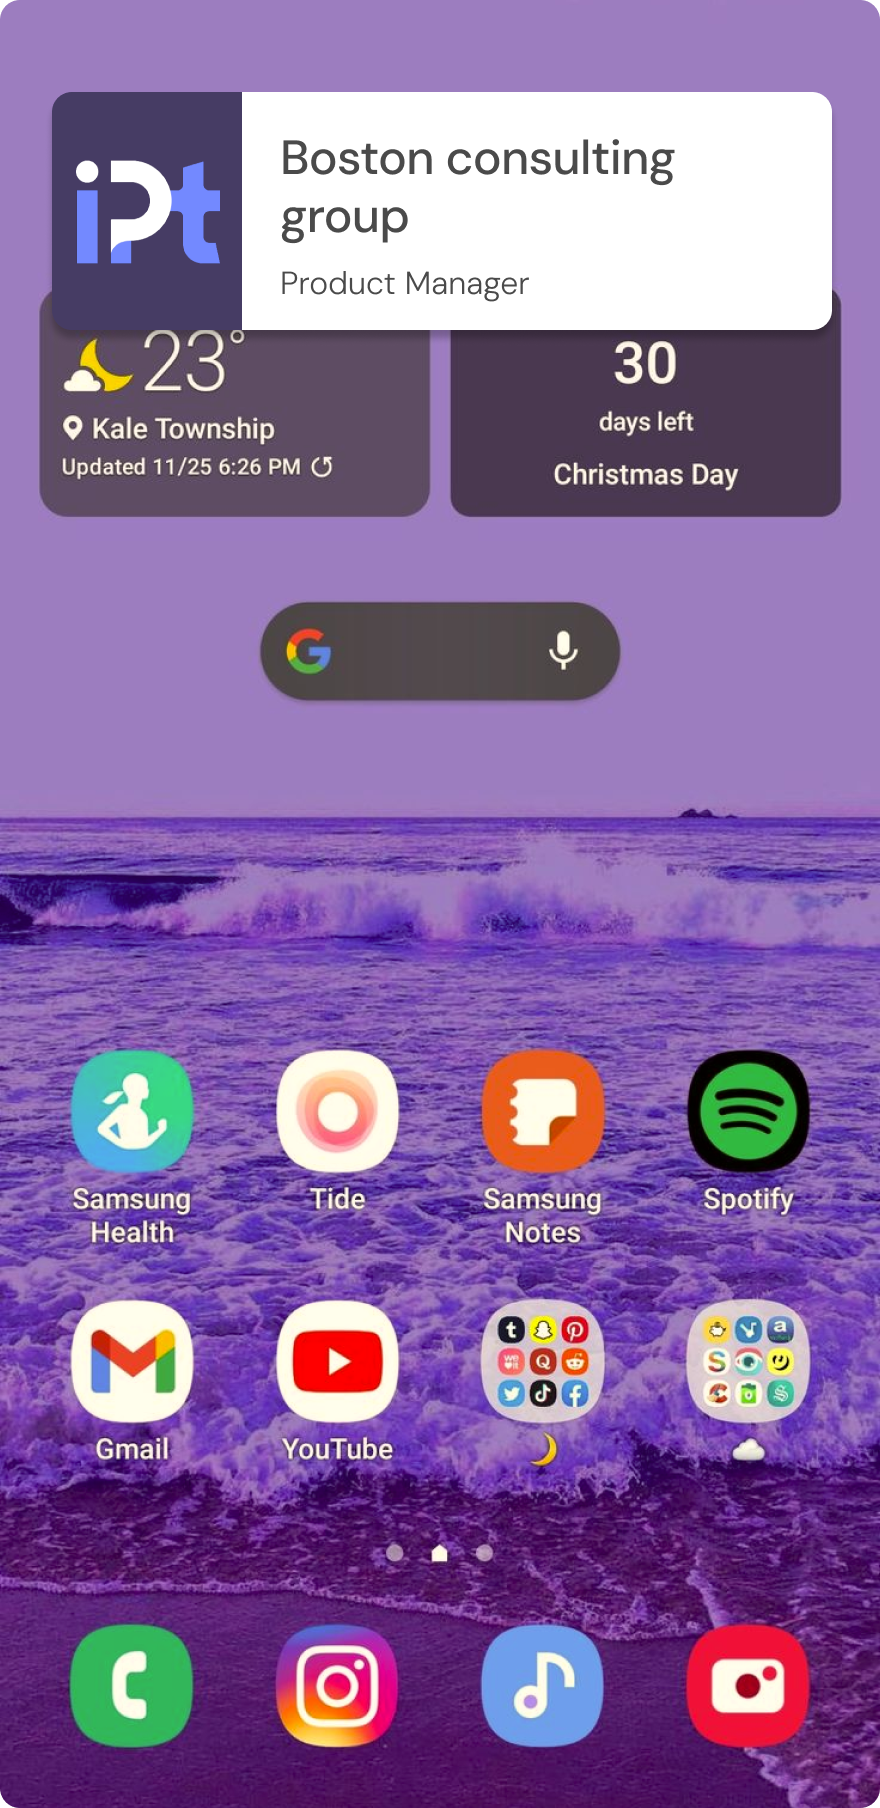 ipt
Boston consulting
group
Product Manager
23°
Kale Township
Updated 11/25 6:26 PM
30
days left
Christmas Day
Samsung
Health
Tide
Samsung
Notes
Spotify
Gmail
YouTube